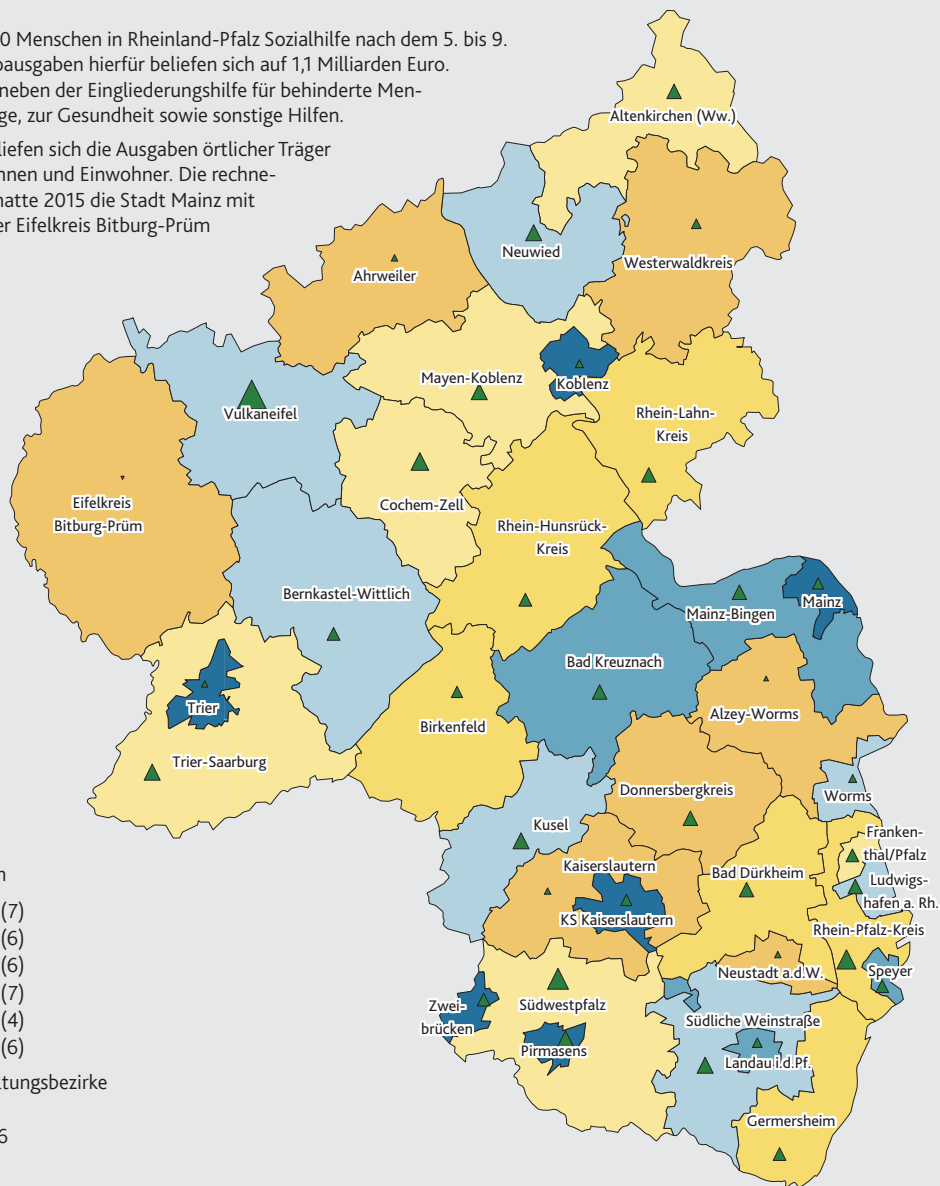 0 Menschen in Rheinland-Pfalz Sozialhilfe nach dem 5. bis 9.
ausgaben hierfür beliefen sich auf 1,1 Milliarden Euro.
neben der Eingliederungshilfe für behinderte Men-
ge, zur Gesundheit sowie sonstige Hilfen.
liefen sich die Ausgaben örtlicher Träger
nnen und Einwohner. Die rechne-
hatte 2015 die Stadt Mainz mit
er Eifelkreis Bitburg-Prüm
Altenkirchen (Ww.)
Neuwied
Westerwaldkreis
Ahrweiler
Mayen-Koblenz
Koblenz
Vulkaneifel
Rhein-Lahn-
Kreis
Eifelkreis
Bitburg-Prüm
Cochem-Zell
Rhein-Hunsrück-
Kreis
Bernkastel-Wittlich
Mainz-Bingen
Mainz
Bad Kreuznach
Trier
Birkenfeld
Alzey-Worms
Trier-Saarburg
Donnersbergkreis
Worms
Kusel
Franken-
thal/Pfalz
Kaiserslautern
Bad Dürkheim
Ludwigs-
hafen a. Rh.
KS Kaiserslautern
Rhein-Pfalz-Kreis
Neustadt a.d.W.
Speyer
Zwei-
brücken
Südwestpfalz
Südliche Weinstraße
Pirmasens
Landau i.d.Pf.
Germersheim
(7)
(6)
(6)
(7)
(4)
(6)
tungsbezirke
6